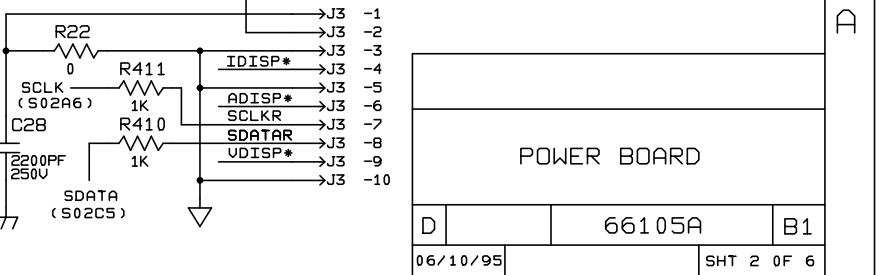 J3 -1
J3 -2
R22
J3 -3
0
IDISP*
J3 -4
R411
SCLK
J3 -5
(S02A6)
1K
ADISP*
J3 -6
SCLKR
J3 -7
C28
R410
SDATAR
J3 -8
2200PF
250V
1K
VDISP*
J3 -9
J3 -10
SDATA
(S02C5)
A
POWER BOARD
D 66105A B1
06/10/95 SHT 2 OF 6